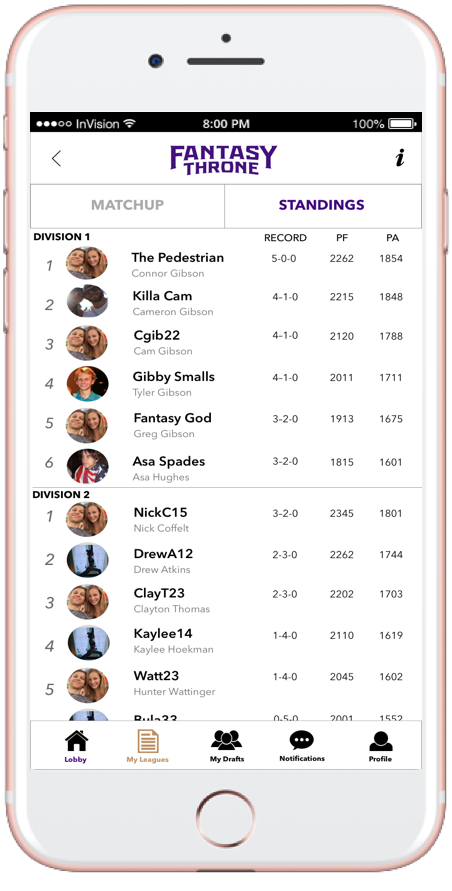 InVision 8:00 PM 100%
FANTASY
THRONE
i
MATCHUP STANDINGS
DIVISION 1 RECORD PF PA
1 The Pedestrian 5-0-0 2262 1854
Connor Gibson
2 Killa Cam 4-1-0 2215 1848
Cameron Gibson
3 Cgib22 4-1-0 2120 1788
Cam Gibson
4 Gibby Smalls 4-1-0 2011 1711
Tyler Gibson
5 Fantasy God 3-2-0 1913 1675
Greg Gibson
6 Asa Spades 3-2-0 1815 1601
Asa Hughes
DIVISION 2
1 NickC15 3-2-0 2345 1801
Nick Coffelt
2 DrewA12 2-3-0 2262 1744
Drew Atkins
3 ClayT23 2-3-0 2202 1703
Clayton Thomas
4 Kaylee14 1-4-0 2110 1619
Kaylee Hoekman
5 Watt23 1-4-0 2045 1602
Hunter Wattinger
Bula33 0-5-0 2001 1552
Lobby My Leagues My Drafts Notifications Profile